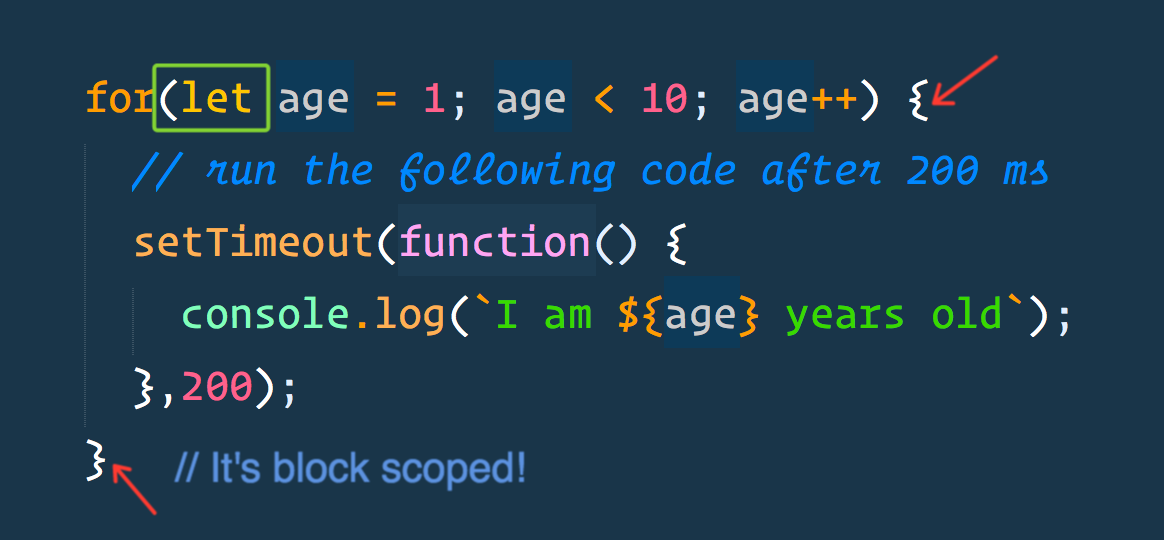 for(let age = 1; age < 10; age++) {
// run the following code after 200 ms
setTimeout(function() {
console.log(`I am ${age} years old`);
},200);
} // It's block scoped!